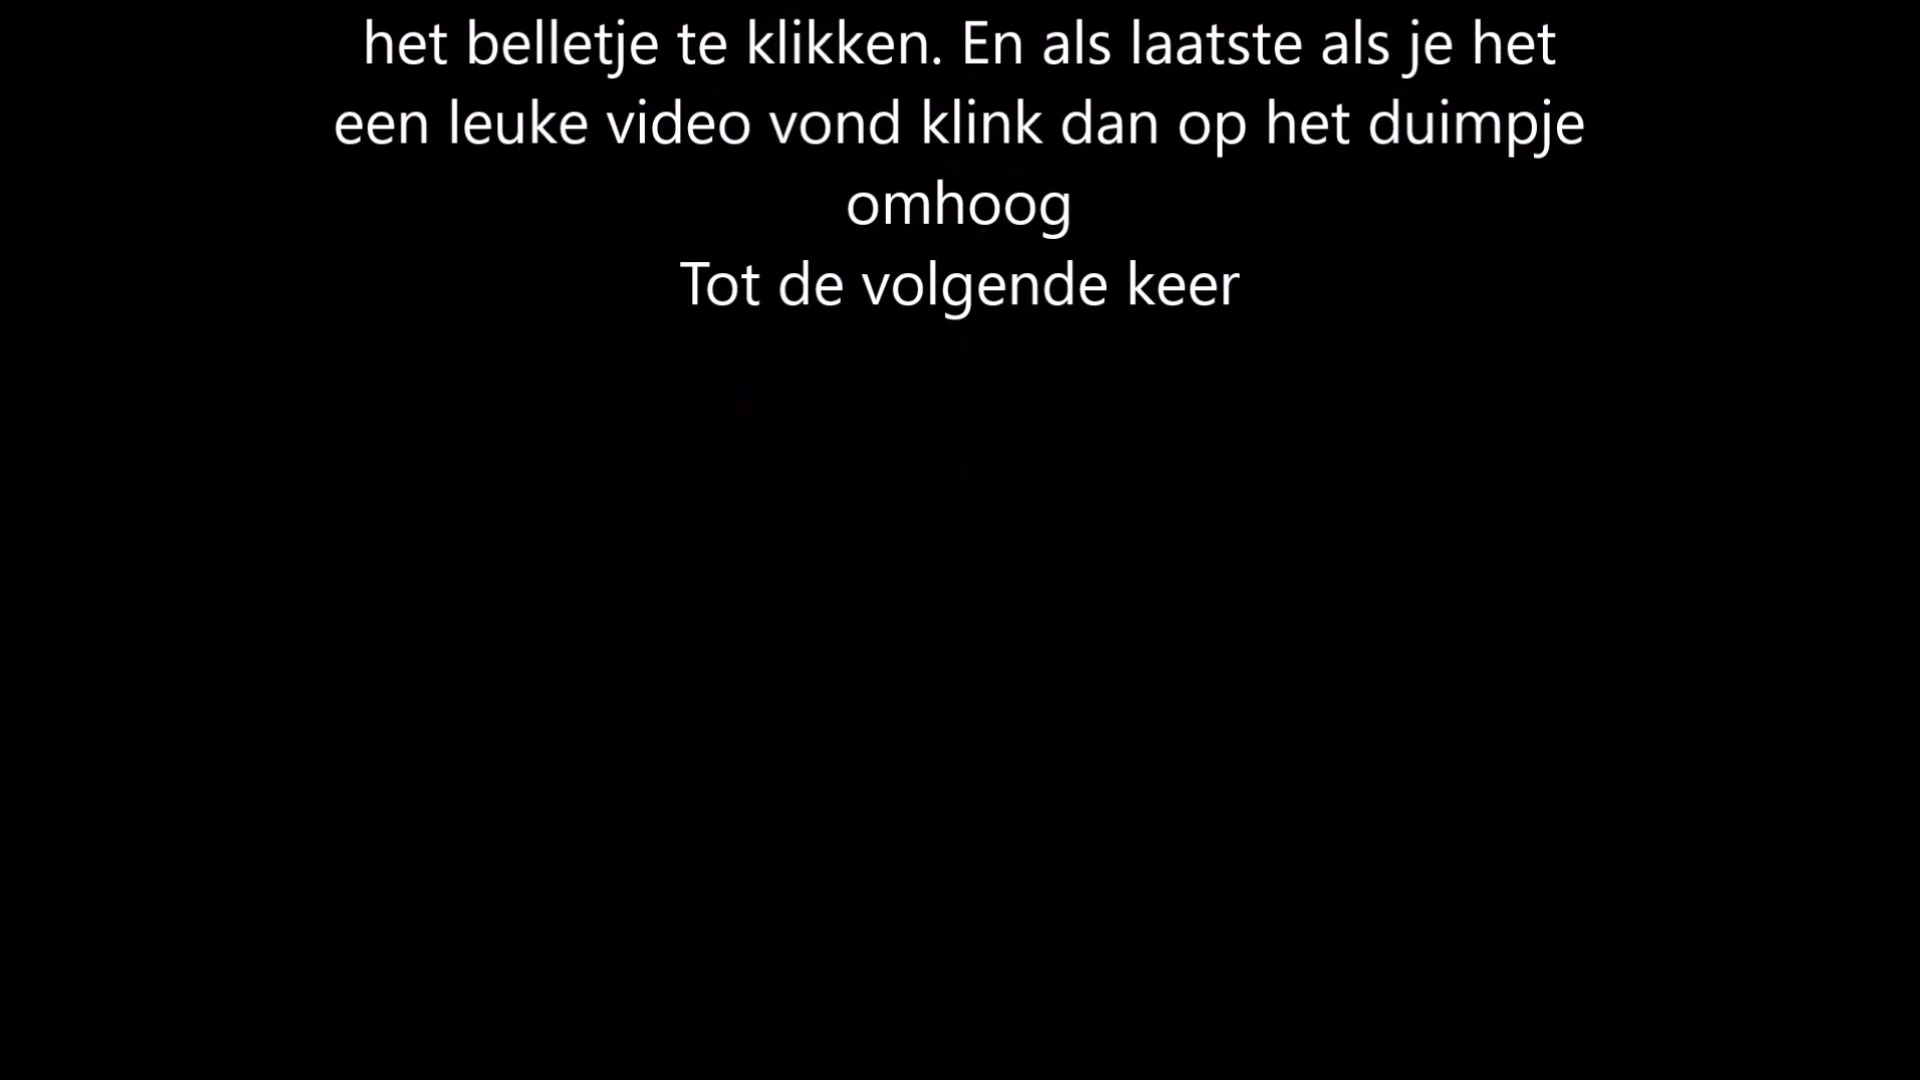 het belletje te klikken. En als laatste als je het
een leuke video vond klink dan op het duimpje
omhoog
Tot de volgende keer